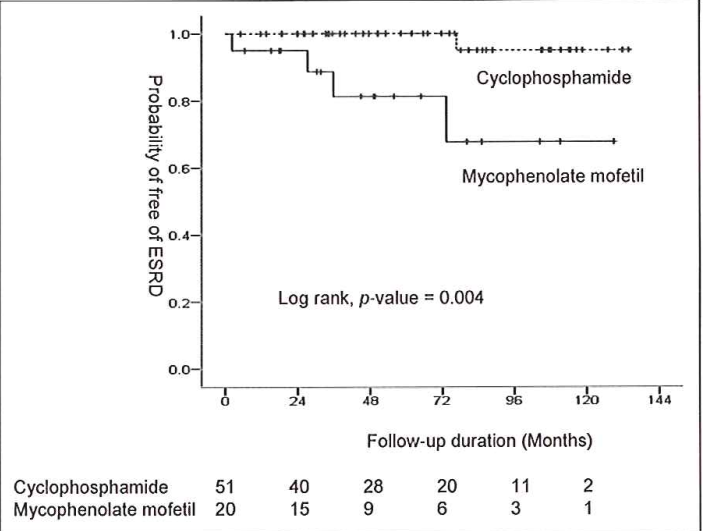 Probability of free of ESRD
1.0
0.8
0.6
0.4
0.2
0.0
Cyclophosphamide
Mycophenolate mofetil
Log rank, p-value = 0.004
0 24 48 72 96 120 144
Follow-up duration (Months)
Cyclophosphamide 51 40 28 20 11 2
Mycophenolate mofetil 20 15 9 6 3 1